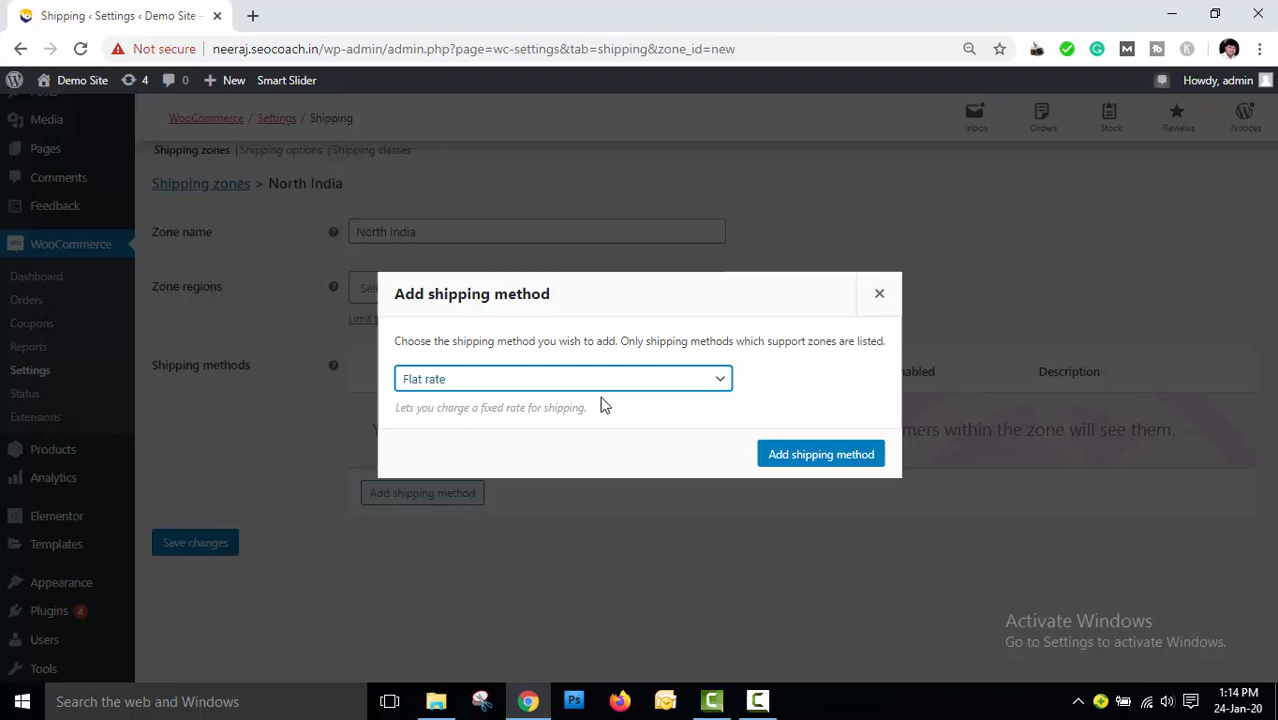 Shipping ‹ Settings ‹ Demo Site –
Not secure neeraj.seocoach.in/wp-admin/admin.php?page=wc-settings&tab=shipping&zone_id=new
Demo Site 4 0 New Smart Slider Howdy, admin
Posts
Media
Pages
Comments
Feedback
WooCommerce
Dashboard
Orders
Coupons
Reports
Settings
Status
Extensions
Products
Analytics
Elementor
Templates
Appearance
Plugins 4
Users
Tools
WooCommerce / Settings / Shipping
Inbox Orders Stock Reviews Notices
Shipping zones | Shipping options | Shipping classes
Shipping zones > North India
Zone name North India
Zone regions
Shipping methods
Description
Add shipping method
Choose the shipping method you wish to add. Only shipping methods which support zones are listed.
Flat rate
Lets you charge a fixed rate for shipping.
Add shipping method
within the zone will see them.
Add shipping method
Save changes
Activate Windows
Go to Settings to activate Windows.
Search the web and Windows
1:14 PM
24-Jan-20